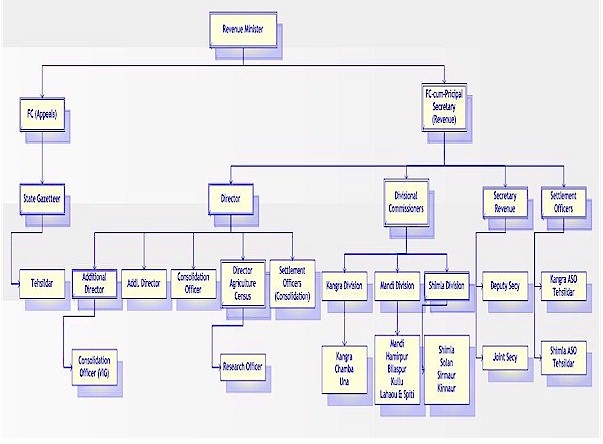 Revenue Minister
FC (Appeals)
FC-cum-Pricipal
Secretary
(Revenue)
State Gazetteer
Director
Divisional
Commissioners
Secretary
Revenue
Settlement
Officers
Tehsildar
Additional
Director
Addl. Director
Consolidation
Officer
Director
Agriculture
Census
Settlement
Officers
(Consolidation)
Kangra Division
Mandi Division
Shimla Division
Deputy Secy
Kangra ASO
Tehsildar
Consolidation
Officer (VIG)
Research Officer
Kangra
Chamba
Una
Mandi
Hamirpur
Bilaspur
Kullu
Lahaou & Spiti
Shimla
Solan
Sirmaur
Kinnaur
Joint Secy
Shimla ASO
Tehsildar